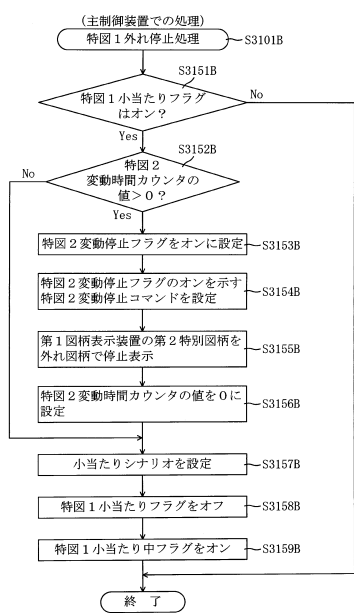 (主制御装置での処理)
特図1外れ停止処理
S3101B
S3151B
特図1小当たりフラグ
はオン?
No
Yes
S3152B
特図2
変動時間カウンタの
値>0?
No
Yes
特図2変動停止フラグをオンに設定
S3153B
特図2変動停止フラグのオンを示す
特図2変動停止コマンドを設定
S3154B
第1図柄表示装置の第2特別図柄を
外れ図柄で停止表示
S3155B
特図2変動時間カウンタの値を0に
設定
S3156B
小当たりシナリオを設定
S3157B
特図1小当たりフラグをオフ
S3158B
特図1小当たり中フラグをオン
S3159B
終 了